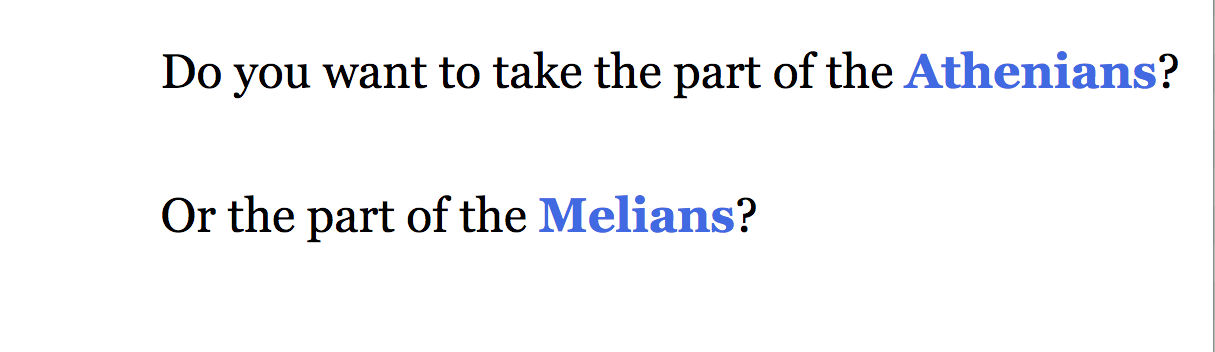 Do you want to take the part of the Athenians?
Or the part of the Melians?